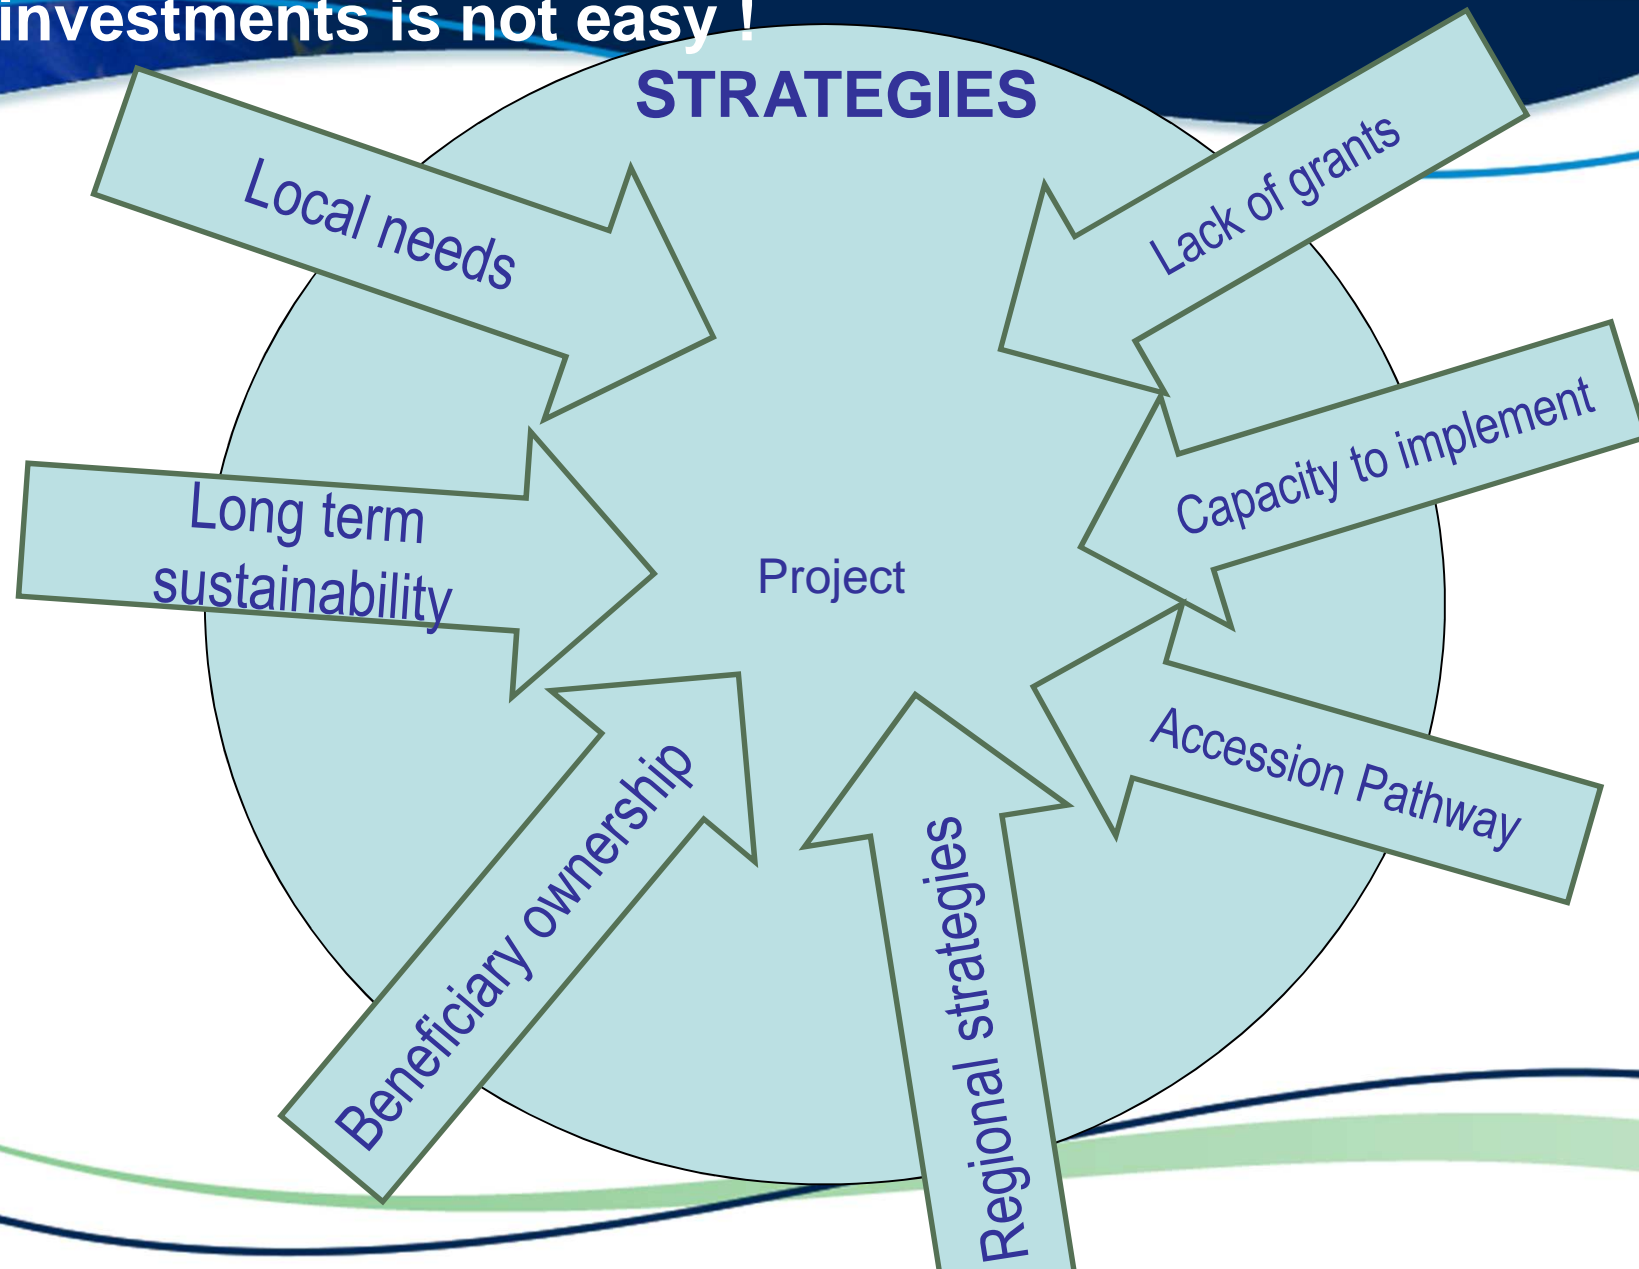 investments is not easy !
STRATEGIES
Local needs
Lack of grants
Capacity to implement
Long term
sustainability
Project
Accession Pathway
Beneficiary ownership
Regional strategies